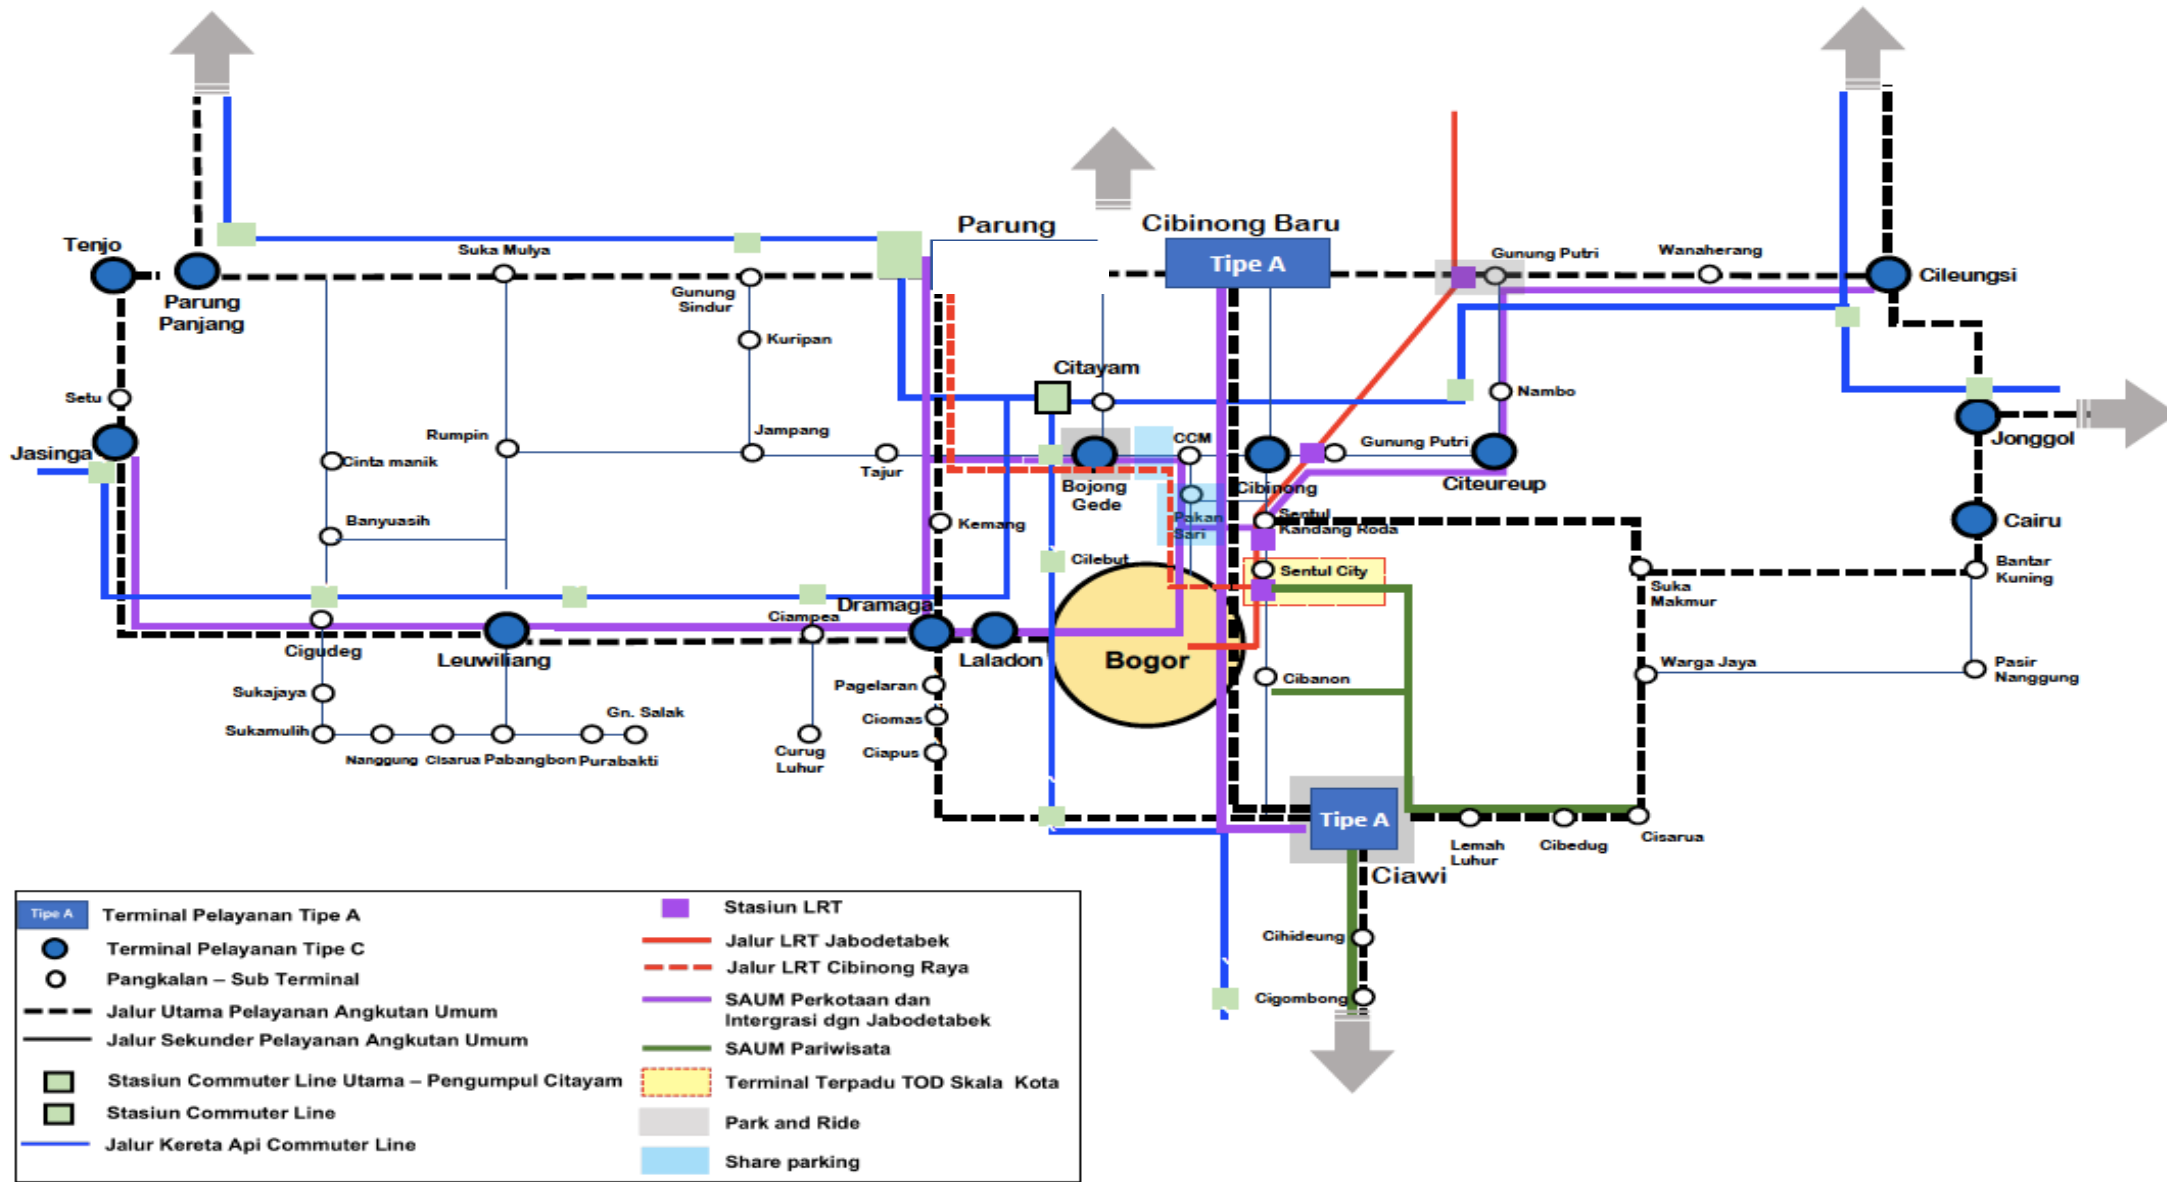 Parung
Cibinong Baru
Tipe A
Tenjo
Suka Mulya
Gunung Putri
Wanaherang
Cileungsi
Parung
Panjang
Gunung
Sindur
Kuripan
Citayam
Setu
Nambo
Jasinga
Rumpin
Jampang
CCM
Gunung Putri
Jonggol
Cinta manik
Tajur
Bojong
Gede
Cibinong
Citeureup
Banyuasih
Kemang
Pakan
Sari
Sentul
Kandang Roda
Cairu
Cilebut
Sentul City
Bantar
Kuning
Suka
Makmur
Dramaga
Ciampea
Cigudeg
Leuwiliang
Laladon
Bogor
Warga Jaya
Pasir
Nanggung
Sukajaya
Pagelaran
Cibanon
Gn. Salak
Ciomas
Sukamulih
Nanggung
CIsarua
Pabangbon
Purabakti
Curug
Luhur
Ciapus
Tipe A
Lemah
Luhur
Cibedug
Cisarua
Ciawi
Cihideung
Cigombong
Tipe A
Terminal Pelayanan Tipe A
Terminal Pelayanan Tipe C
Pangkalan – Sub Terminal
Jalur Utama Pelayanan Angkutan Umum
Jalur Sekunder Pelayanan Angkutan Umum
Stasiun Commuter Line Utama – Pengumpul Citayam
Stasiun Commuter Line
Jalur Kereta Api Commuter Line
Stasiun LRT
Jalur LRT Jabodetabek
Jalur LRT Cibinong Raya
SAUM Perkotaan dan
Intergrasi dgn Jabodetabek
SAUM Pariwisata
Terminal Terpadu TOD Skala Kota
Park and Ride
Share parking